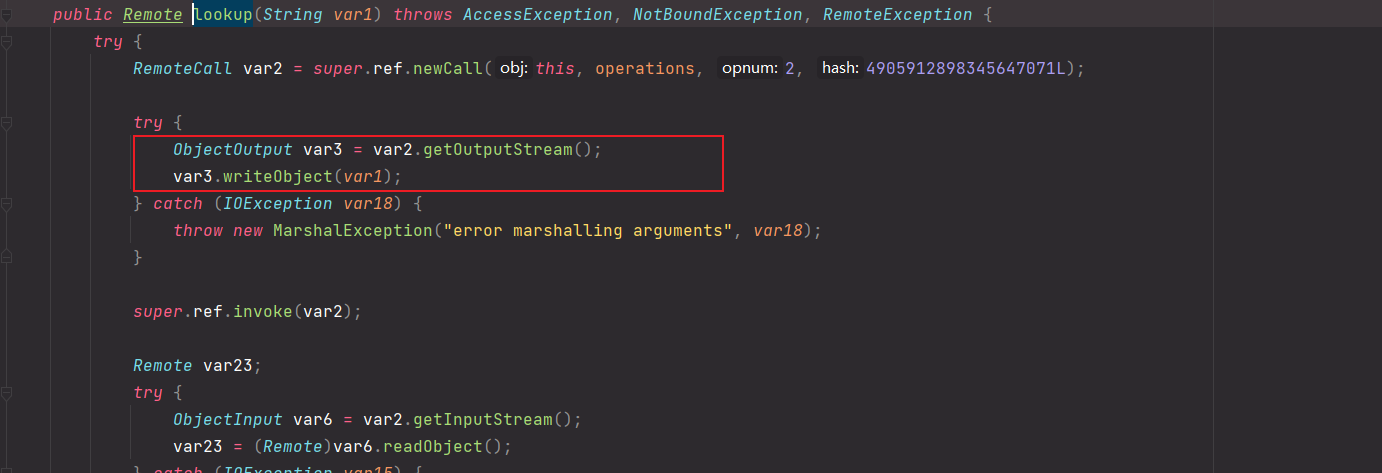 public Remote lookup(String var1) throws AccessException, NotBoundException, RemoteException {
try {
RemoteCall var2 = super.ref.newCall( obj: this, operations, opnum: 2, hash: 4905912898345647071L);
try {
ObjectOutput var3 = var2.getOutputStream();
var3.writeObject(var1);
} catch (IOException var18) {
throw new MarshalException("error marshalling arguments", var18);
}
super.ref.invoke(var2);
Remote var23;
try {
ObjectInput var6 = var2.getInputStream();
var23 = (Remote)var6.readObject();
} catch (IOException var15) {